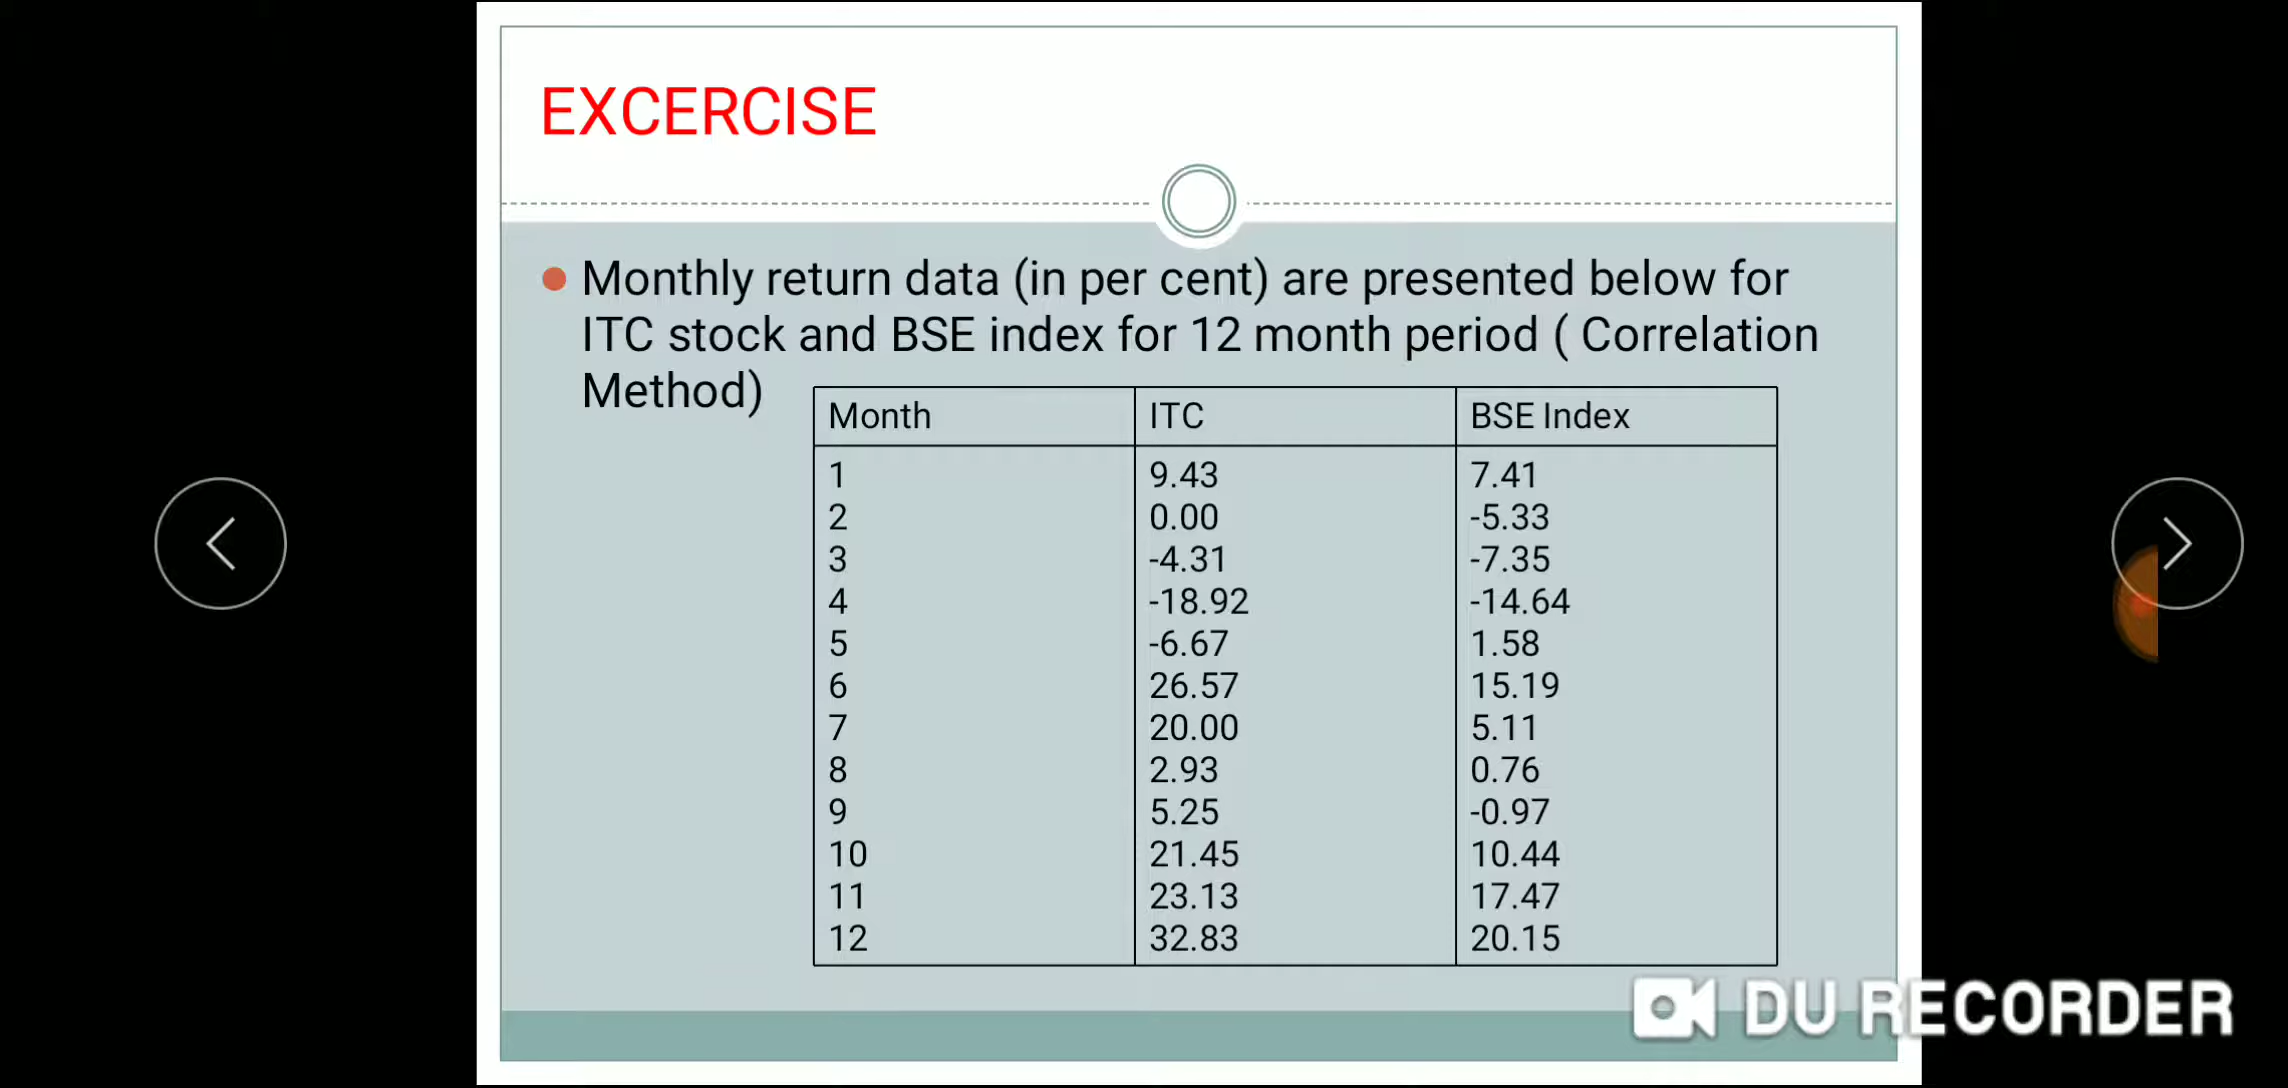 EXCERCISE
Monthly return data (in per cent) are presented below for
ITC stock and BSE index for 12 month period ( Correlation
Method)
Month ITC BSE Index
1 9.43 7.41
2 0.00 -5.33
3 -4.31 -7.35
4 -18.92 -14.64
5 -6.67 1.58
6 26.57 15.19
7 20.00 5.11
8 2.93 0.76
9 5.25 -0.97
10 21.45 10.44
11 23.13 17.47
12 32.83 20.15
DU RECORDER